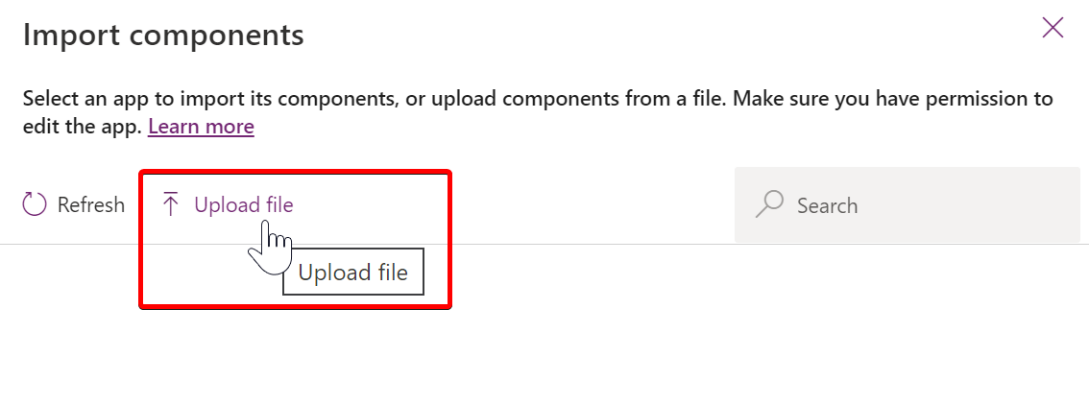 Import components
Select an app to import its components, or upload components from a file. Make sure you have permission to
edit the app. Learn more
Refresh
Upload file
Search
Upload file